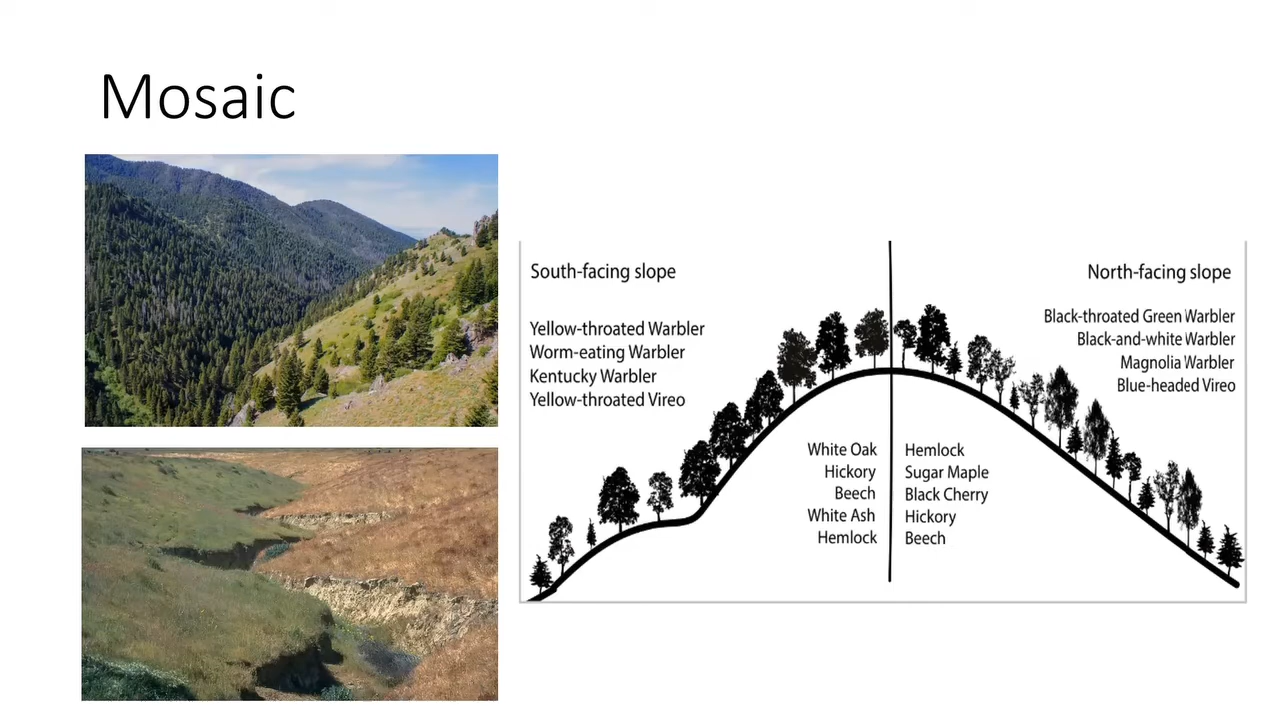 Mosaic
South-facing slope
Yellow-throated Warbler
Worm-eating Warbler
Kentucky Warbler
Yellow-throated Vireo
North-facing slope
Black-throated Green Warbler
Black-and-white Warbler
Magnolia Warbler
Blue-headed Vireo
White Oak
Hickory
Beech
White Ash
Hemlock
Hemlock
Sugar Maple
Black Cherry
Hickory
Beech